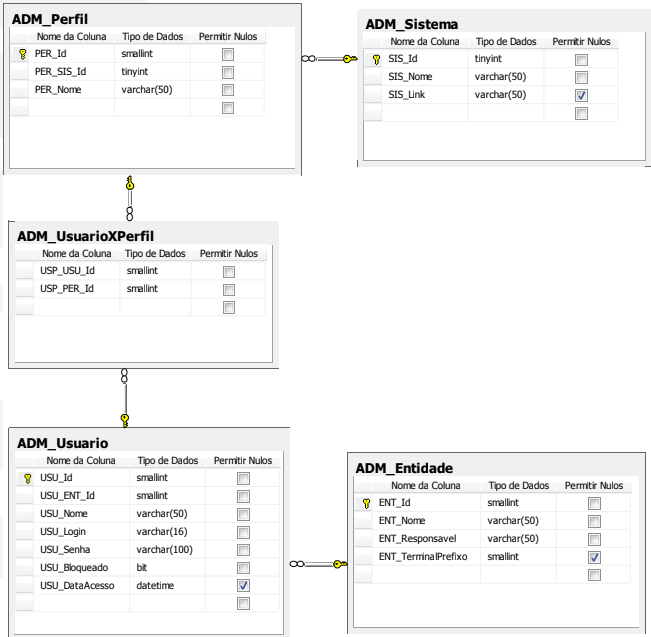 ADM_Perfil
Nome da Coluna Tipo de Dados Permitir Nulos
PER_Id smallint
PER_SIS_Id tinyint
PER_Nome varchar(50)
ADM_Sistema
Nome da Coluna Tipo de Dados Permitir Nulos
SIS_Id tinyint
SIS_Nome varchar(50)
SIS_Link varchar(50)
ADM_UsuarioXPerfil
Nome da Coluna Tipo de Dados Permitir Nulos
USP_USU_Id smallint
USP_PER_Id smallint
ADM_Usuario
Nome da Coluna Tipo de Dados Permitir Nulos
USU_Id smallint
USU_ENT_Id smallint
USU_Nome varchar(50)
USU_Login varchar(16)
USU_Senha varchar(100)
USU_Bloqueado bit
USU_DataAcesso datetime
ADM_Entidade
Nome da Coluna Tipo de Dados Permitir Nulos
ENT_Id smallint
ENT_Nome varchar(50)
ENT_Responsavel varchar(50)
ENT_TerminalPrefixo smallint